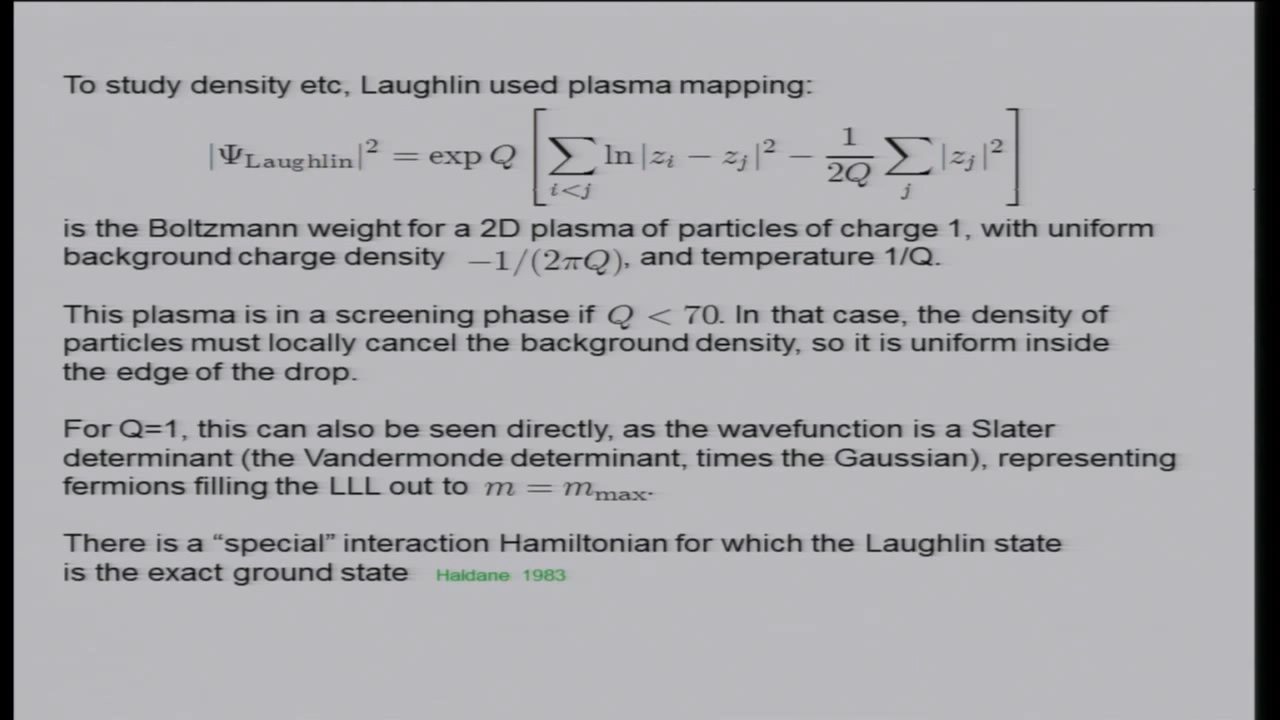 To study density etc, Laughlin used plasma mapping:
|Ψ_Laughlin|² = exp Q [ ∑_{i<j} ln |z_i − z_j|² − 1/(2Q) ∑_j |z_j|² ]
is the Boltzmann weight for a 2D plasma of particles of charge 1, with uniform
background charge density −1/(2πQ), and temperature 1/Q.
This plasma is in a screening phase if Q < 70. In that case, the density of
particles must locally cancel the background density, so it is uniform inside
the edge of the drop.
For Q=1, this can also be seen directly, as the wavefunction is a Slater
determinant (the Vandermonde determinant, times the Gaussian), representing
fermions filling the LLL out to m = m_max.
There is a “special” interaction Hamiltonian for which the Laughlin state
is the exact ground state Haldane 1983